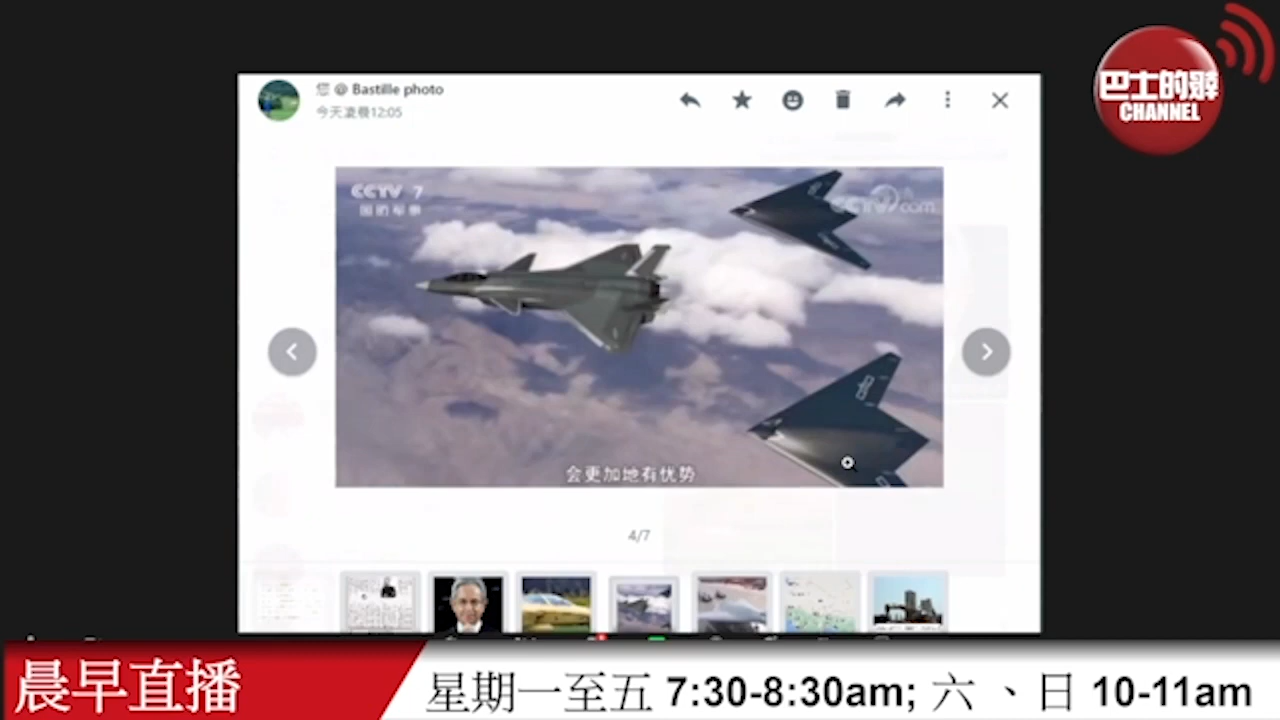 您 @ Bastille photo
今天凌晨12:05
巴士的報
CHANNEL
CCTV 7
国防军事
CCTV.com
会更加地有优势
4/7
晨早直播
星期一至五 7:30-8:30am; 六、日 10-11am